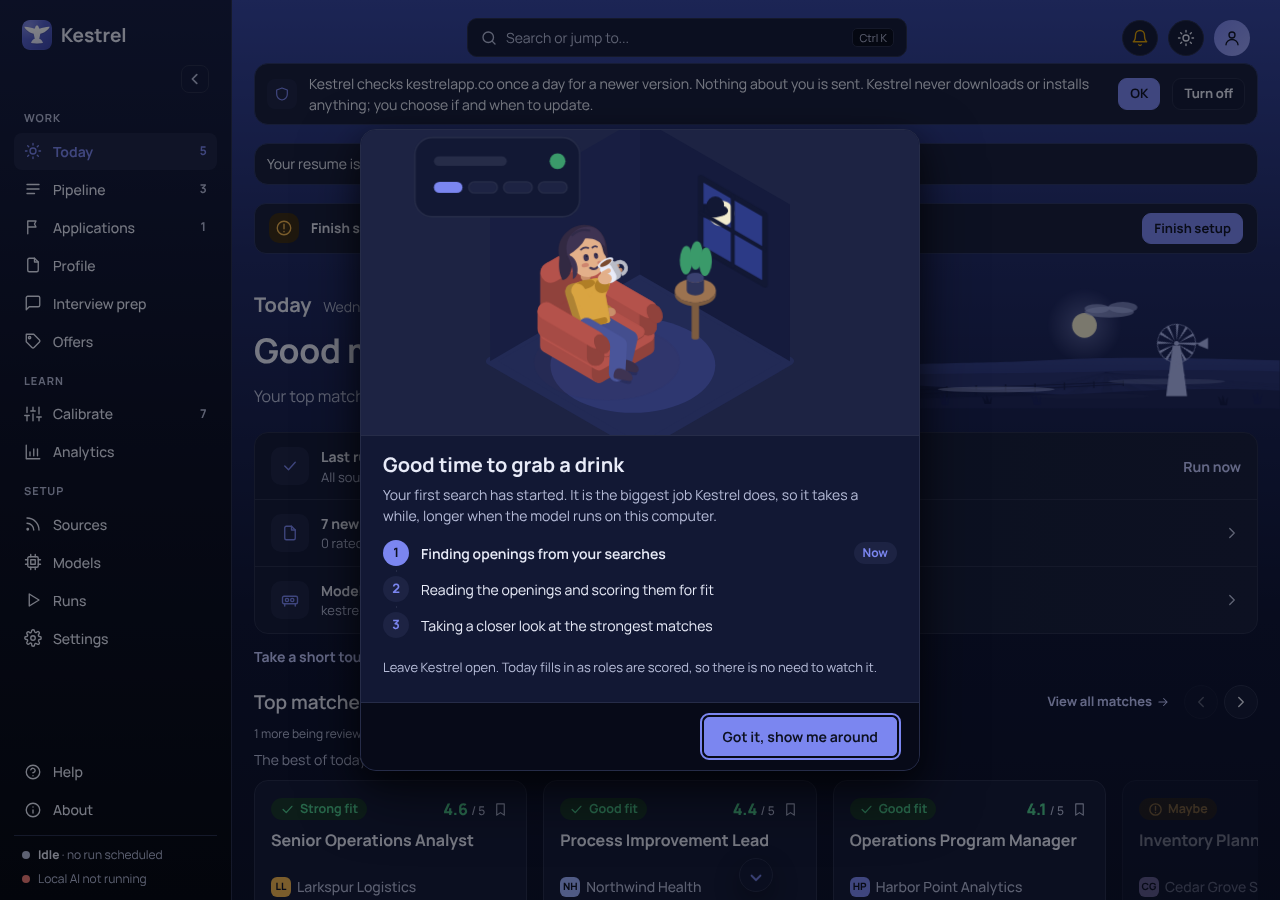 Kestrel
Search or jump to...
Ctrl K
Kestrel checks kestrelapp.co once a day for a newer version. Nothing about you is sent. Kestrel never downloads or installs
anything; you choose if and when to update.
OK
Turn off
WORK
Today 5
Pipeline 3
Applications 1
Profile
Interview prep
Offers
LEARN
Calibrate 7
Analytics
SETUP
Sources
Models
Runs
Settings
Help
About
Idle · no run scheduled
Local AI not running
Your resume is
Finish s
Finish setup
Today Wedn
Good
Your top match
Last r
All sou
Run now
7 new
0 rated
Mode
kestre
Take a short tou
Good time to grab a drink
Your first search has started. It is the biggest job Kestrel does, so it takes a
while, longer when the model runs on this computer.
1 Finding openings from your searches Now
2 Reading the openings and scoring them for fit
3 Taking a closer look at the strongest matches
Leave Kestrel open. Today fills in as roles are scored, so there is no need to watch it.
Got it, show me around
Top matche
View all matches →
1 more being review
The best of today
Strong fit 4.6 / 5
Senior Operations Analyst
LL Larkspur Logistics
Good fit 4.4 / 5
Process Improvement Lead
NH Northwind Health
Good fit 4.1 / 5
Operations Program Manager
HP Harbor Point Analytics
Maybe
Inventory Plann
CG Cedar Grove S